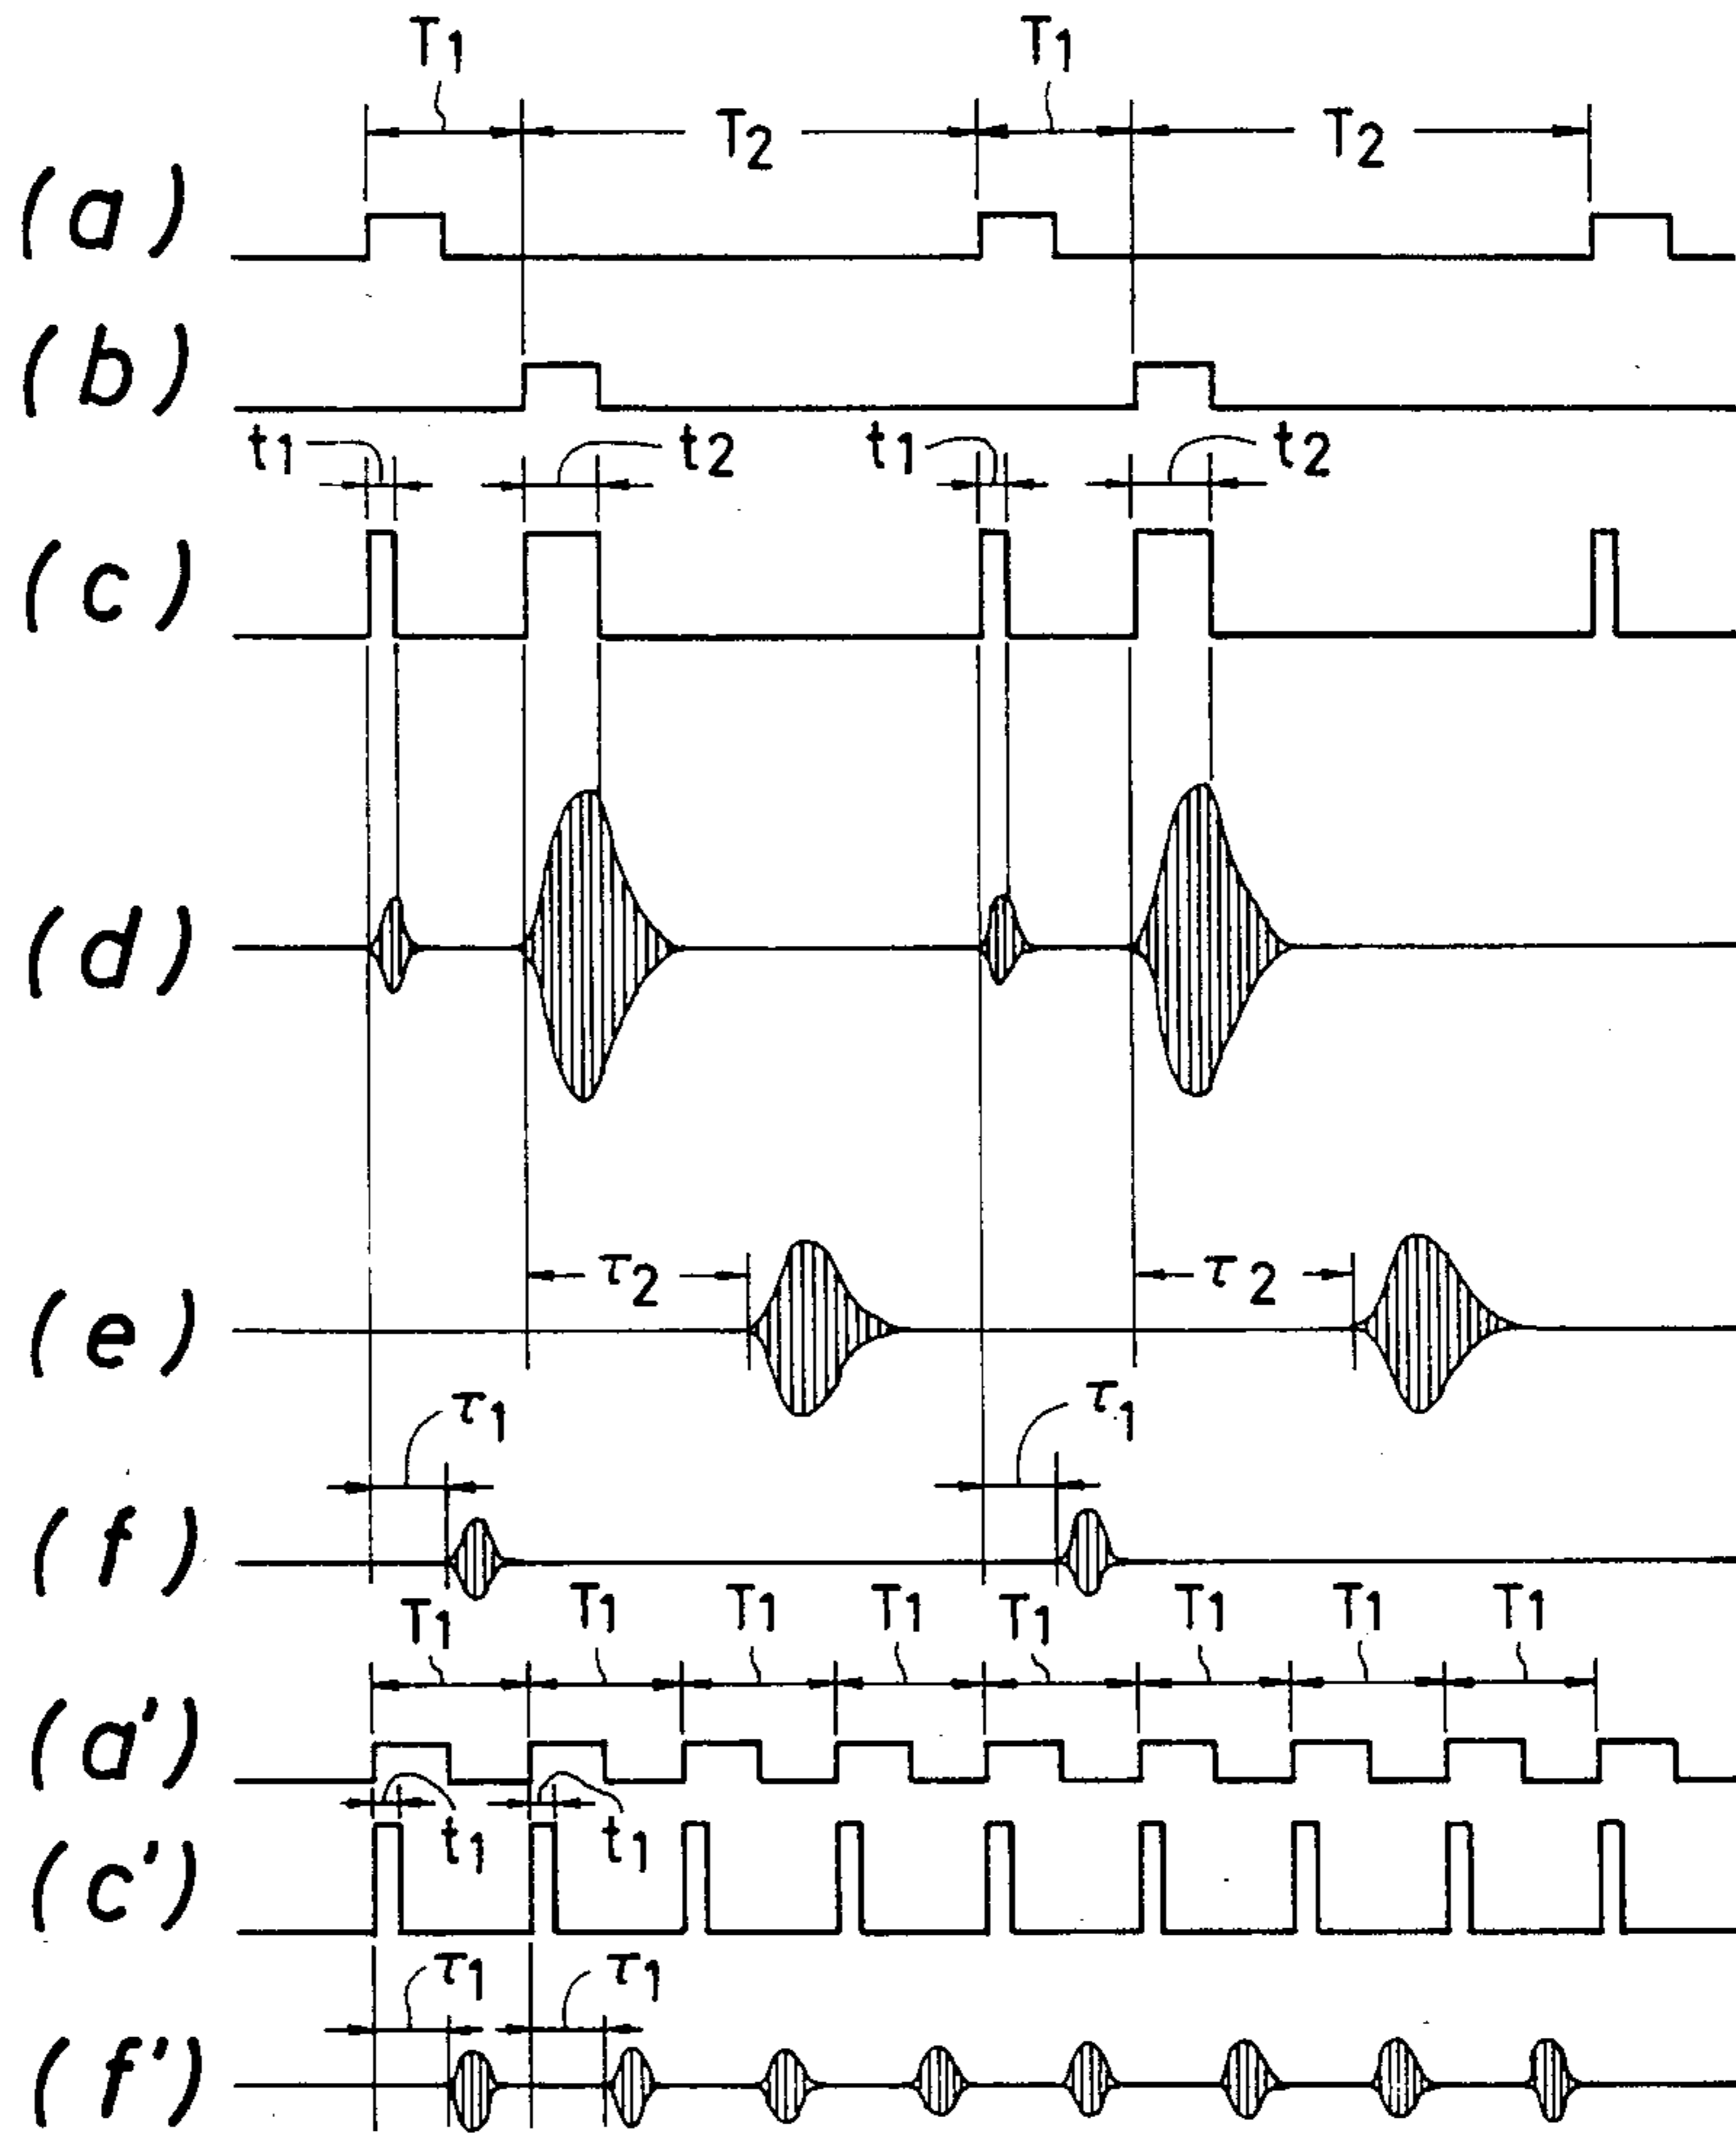 T1 T1
T2 T2
(a)
(b)
t1 t2 t1 t2
(c)
(d)
τ2 τ2
(e)
τ1 τ1
(f)
T1 T1 T1 T1 T1 T1 T1 T1
(a')
t1 t1
(c')
τ1 τ1
(f')